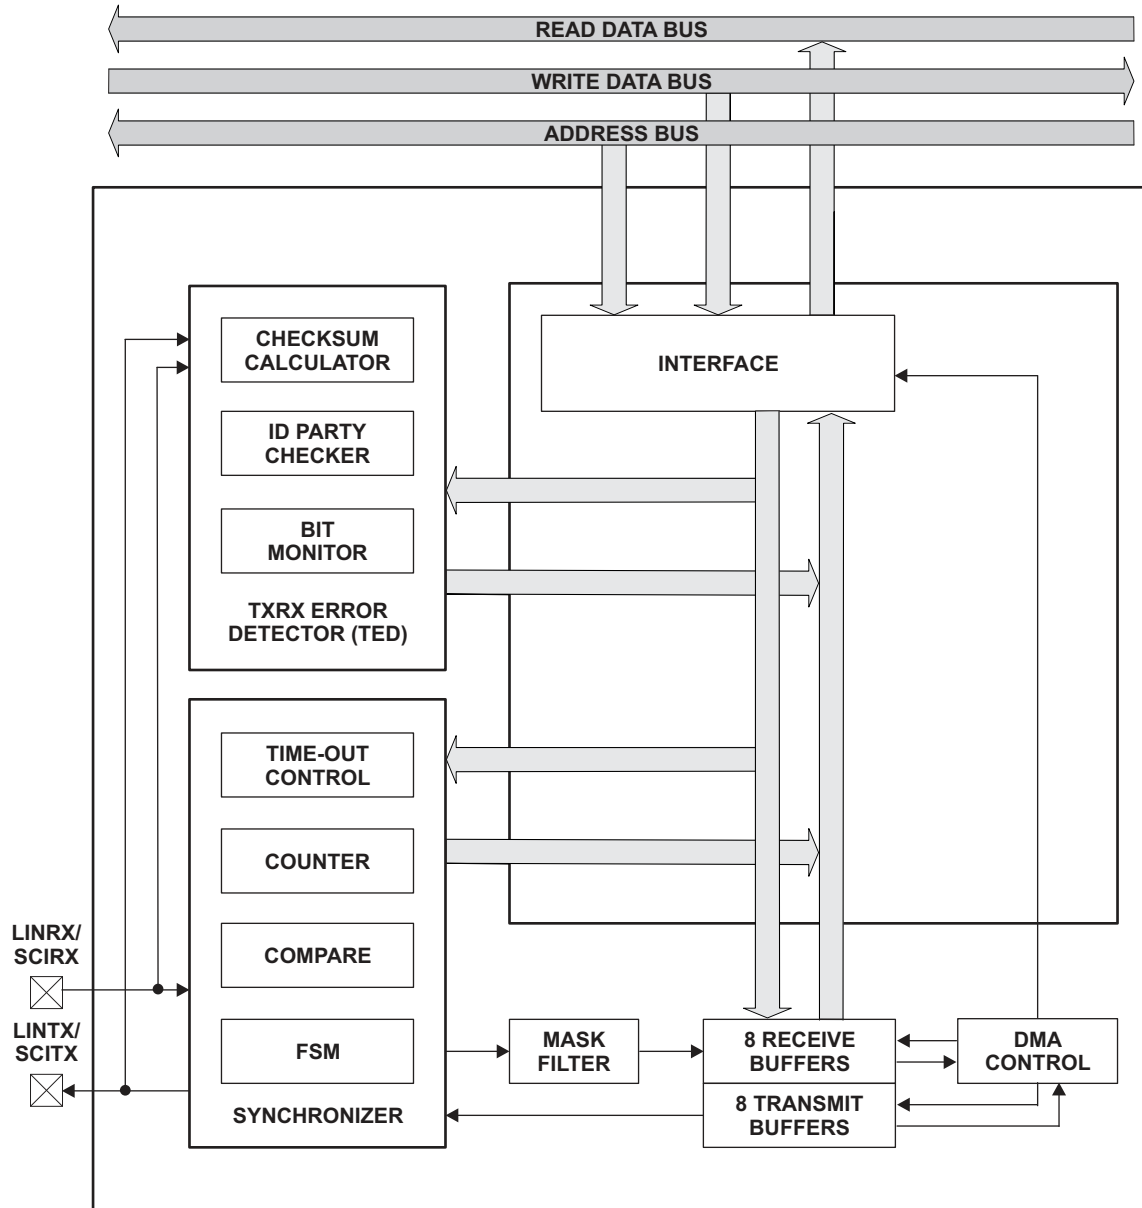 READ DATA BUS
WRITE DATA BUS
ADDRESS BUS
CHECKSUM
CALCULATOR
INTERFACE
ID PARTY
CHECKER
BIT
MONITOR
TXRX ERROR
DETECTOR (TED)
TIME-OUT
CONTROL
COUNTER
COMPARE
LINRX/
SCIRX
LINTX/
SCITX
FSM
SYNCHRONIZER
MASK
FILTER
8 RECEIVE
BUFFERS
8 TRANSMIT
BUFFERS
DMA
CONTROL